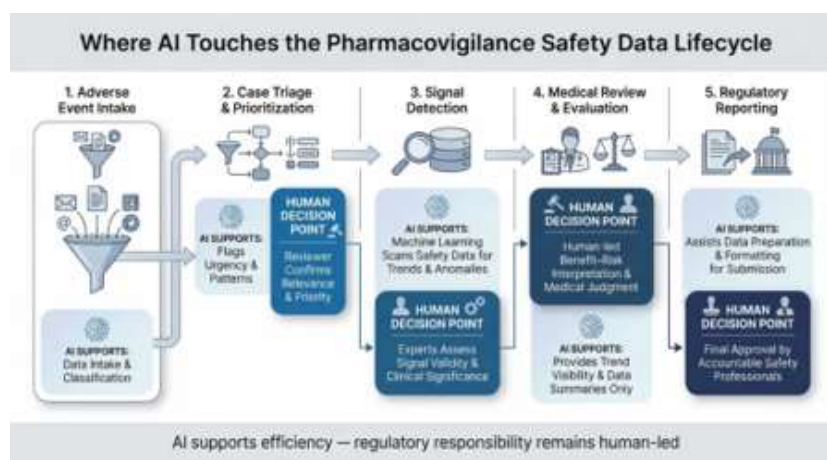 Where AI Touches the Pharmacovigilance Safety Data Lifecycle
1. Adverse
Event Intake
2. Case Triage
& Prioritization
3. Signal
Detection
4. Medical Review
& Evaluation
5. Regulatory
Reporting
AI SUPPORTS:
Data Intake &
Classification
AI SUPPORTS:
Flags
Urgency &
Patterns
HUMAN
DECISION
POINT
Reviewer
Confirms
Relevance
& Priority
AI SUPPORTS:
Machine Learning
Scans Safety Data for
Trends & Anomalies
HUMAN
DECISION POINT
Experts Assess
Signal Validity &
Clinical Significance
HUMAN
DECISION POINT
Human-led
Benefit-Risk
Interpretation &
Medical Judgment
AI SUPPORTS:
Provides Trend
Visibility & Data
Summaries Only
AI SUPPORTS:
Assists Data Preparation
& Formatting
for Submission
HUMAN
DECISION POINT
Final Approval by
Accountable Safety
Professionals
AI supports efficiency — regulatory responsibility remains human-led